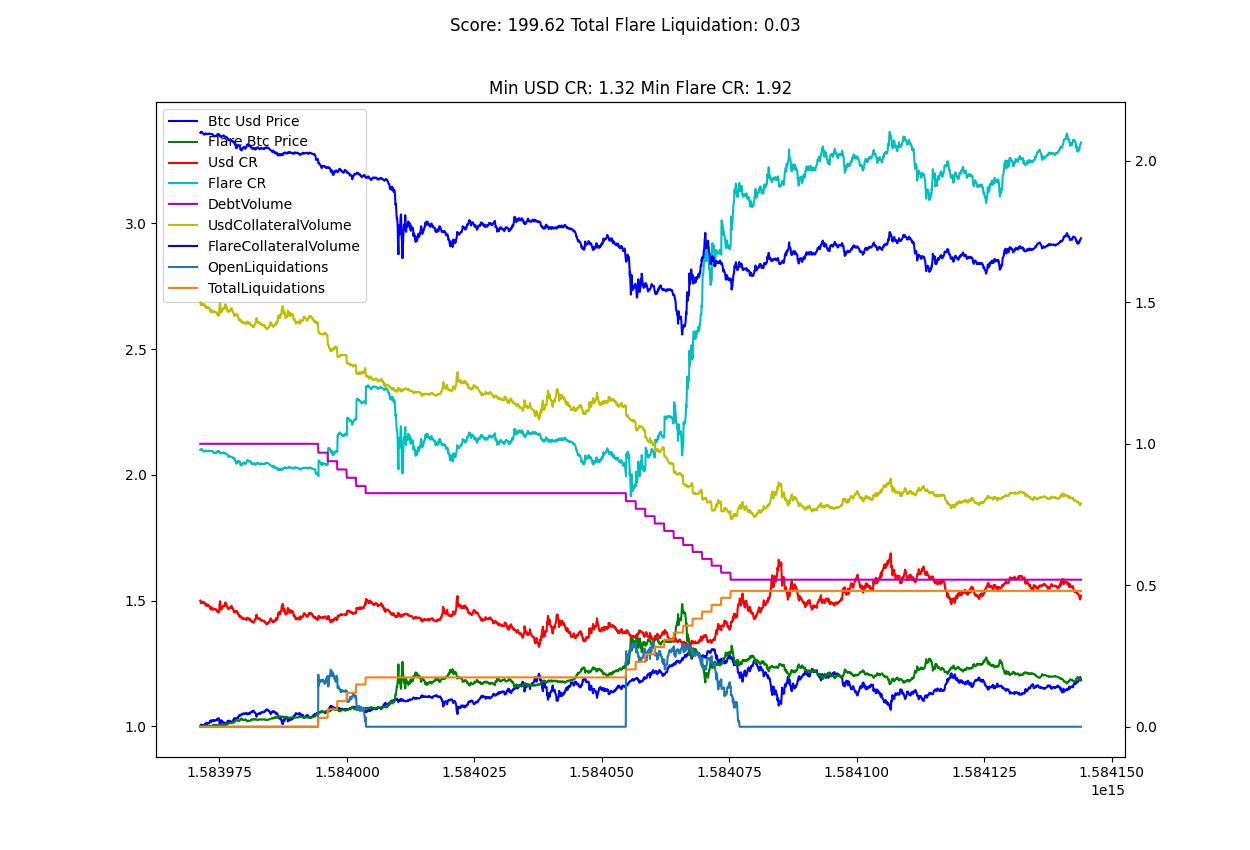 Score: 199.62 Total Flare Liquidation: 0.03
Min USD CR: 1.32 Min Flare CR: 1.92
Btc Usd Price
Flare Btc Price
Usd CR
Flare CR
DebtVolume
UsdCollateralVolume
FlareCollateralVolume
OpenLiquidations
TotalLiquidations
3.0
2.5
2.0
1.5
1.0
2.0
1.5
1.0
0.5
0.0
1.583975 1.584000 1.584025 1.584050 1.584075 1.584100 1.584125 1.584150
1e15